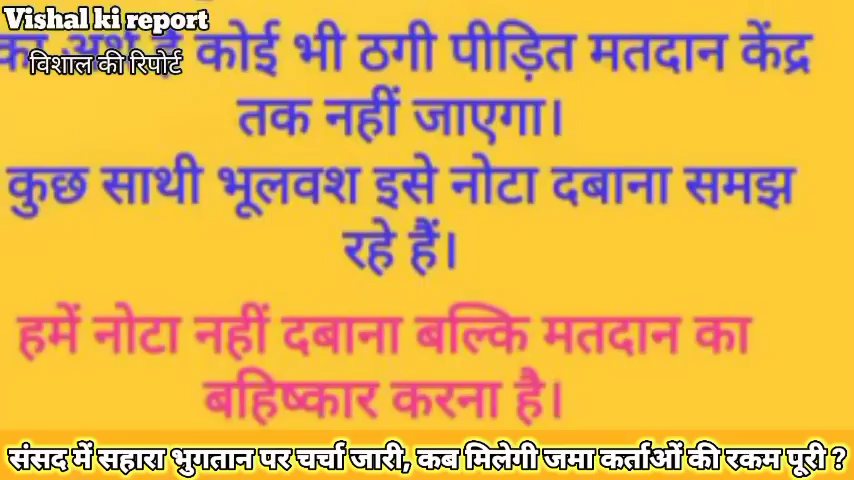 Vishal ki report
विशाल की रिपोर्ट
का अर्थ है कोई भी ठगी पीड़ित मतदान केंद्र
तक नहीं जाएगा।
कुछ साथी भूलवश इसे नोटा दबाना समझ
रहे हैं।
हमें नोटा नहीं दबाना बल्कि मतदान का
बहिष्कार करना है।
संसद में सहारा भुगतान पर चर्चा जारी, कब मिलेगी जमा कर्ताओं की रकम पूरी ?